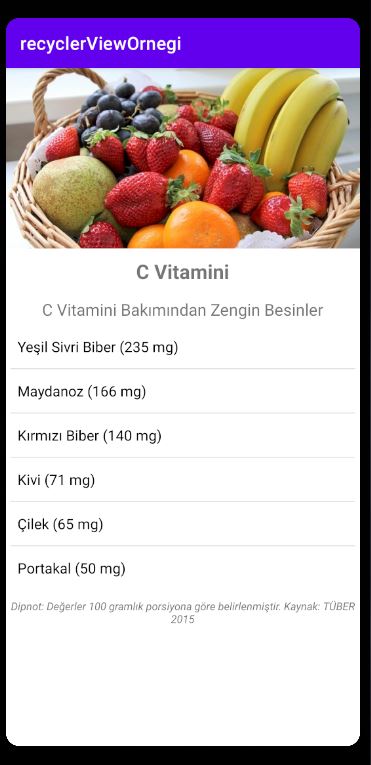 recyclerViewOrnegi
C Vitamini
C Vitamini Bakımından Zengin Besinler
Yeşil Sivri Biber (235 mg)
Maydanoz (166 mg)
Kırmızı Biber (140 mg)
Kivi (71 mg)
Çilek (65 mg)
Portakal (50 mg)
Dipnot: Değerler 100 gramlık porsiyona göre belirlenmiştir. Kaynak: TÜBER
2015